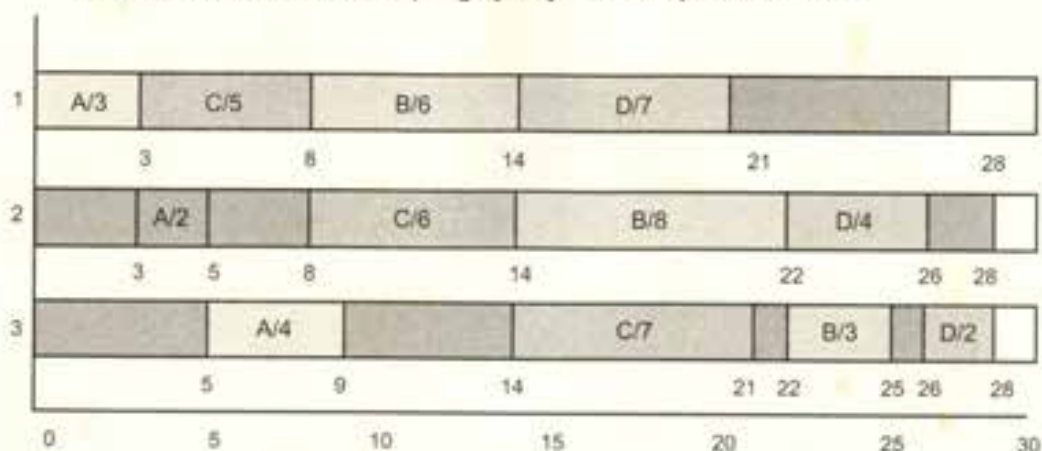 1 A/3 C/5 B/6 D/7
3 8 14 21 28
2 A/2 C/6 B/8 D/4
3 5 8 14 22 26 28
3 A/4 C/7 B/3 D/2
5 9 14 21 22 25 26 28
0 5 10 15 20 25 30